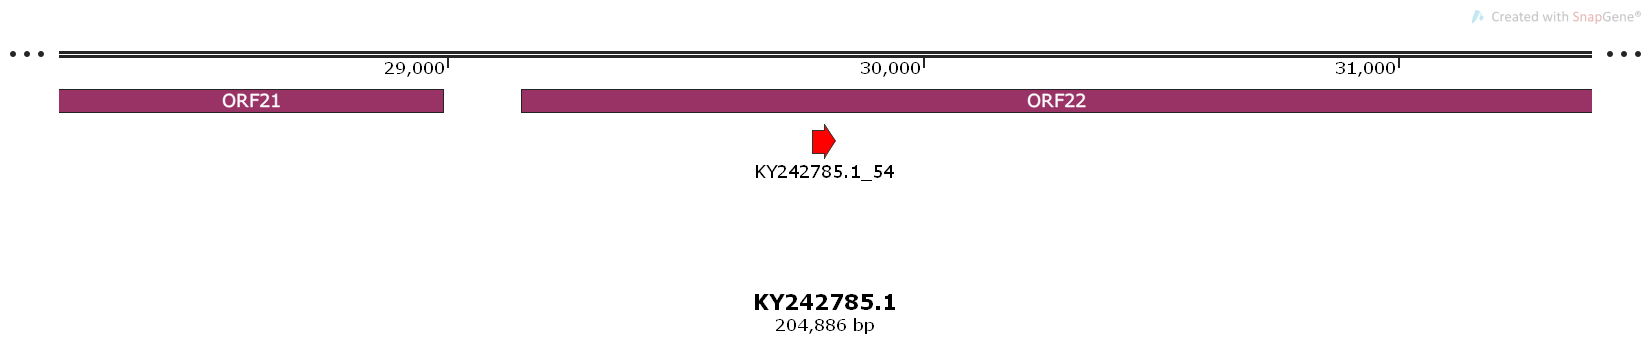 Created with SnapGene®
29,000
30,000
31,000
ORF21
ORF22
KY242785.1_54
KY242785.1
204,886 bp